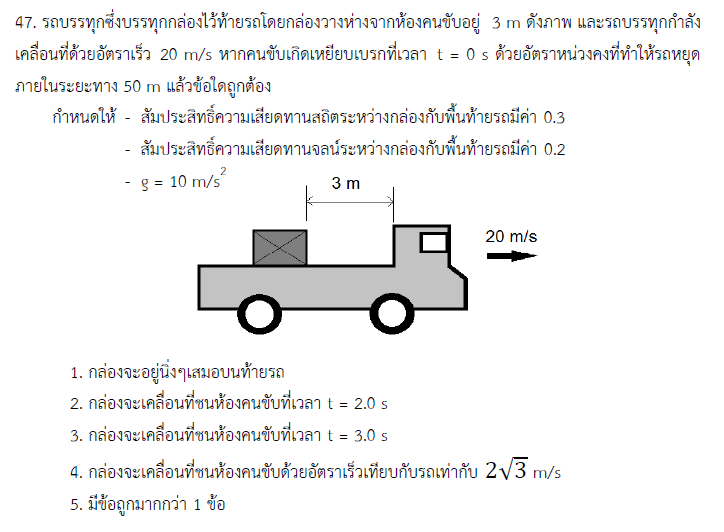 47. รถบรรทุกซึ่งบรรทุกกล่องไว้ท้ายรถโดยกล่องวางห่างจากห้องคนขับอยู่ 3 m ดังภาพ และรถบรรทุกกำลัง
เคลื่อนที่ด้วยอัตราเร็ว 20 m/s หากคนขับเกิดเหยียบเบรกที่เวลา t = 0 s ด้วยอัตราหน่วงคงที่ทำให้รถหยุด
ภายในระยะทาง 50 m แล้วข้อใดถูกต้อง
กำหนดให้ - สัมประสิทธิ์ความเสียดทานสถิตระหว่างกล่องกับพื้นท้ายรถมีค่า 0.3
- สัมประสิทธิ์ความเสียดทานจลน์ระหว่างกล่องกับพื้นท้ายรถมีค่า 0.2
- g = 10 m/s²
3 m
20 m/s
1. กล่องจะอยู่นิ่งๆเสมอบนท้ายรถ
2. กล่องจะเคลื่อนที่ชนห้องคนขับที่เวลา t = 2.0 s
3. กล่องจะเคลื่อนที่ชนห้องคนขับที่เวลา t = 3.0 s
4. กล่องจะเคลื่อนที่ชนห้องคนขับด้วยอัตราเร็วเทียบกับรถเท่ากับ 2√3 m/s
5. มีข้อถูกมากกว่า 1 ข้อ